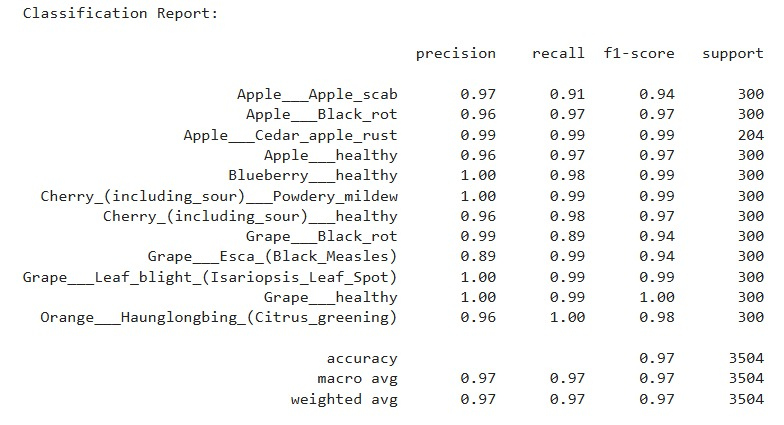 Classification Report:
precision recall f1-score support
Apple___Apple_scab 0.97 0.91 0.94 300
Apple___Black_rot 0.96 0.97 0.97 300
Apple___Cedar_apple_rust 0.99 0.99 0.99 204
Apple___healthy 0.96 0.97 0.97 300
Blueberry___healthy 1.00 0.98 0.99 300
Cherry_(including_sour)___Powdery_mildew 1.00 0.99 0.99 300
Cherry_(including_sour)___healthy 0.96 0.98 0.97 300
Grape___Black_rot 0.99 0.89 0.94 300
Grape___Esca_(Black_Measles) 0.89 0.99 0.94 300
Grape___Leaf_blight_(Isariopsis_Leaf_Spot) 1.00 0.99 0.99 300
Grape___healthy 1.00 0.99 1.00 300
Orange___Haunglongbing_(Citrus_greening) 0.96 1.00 0.98 300
accuracy 0.97 3504
macro avg 0.97 0.97 0.97 3504
weighted avg 0.97 0.97 0.97 3504